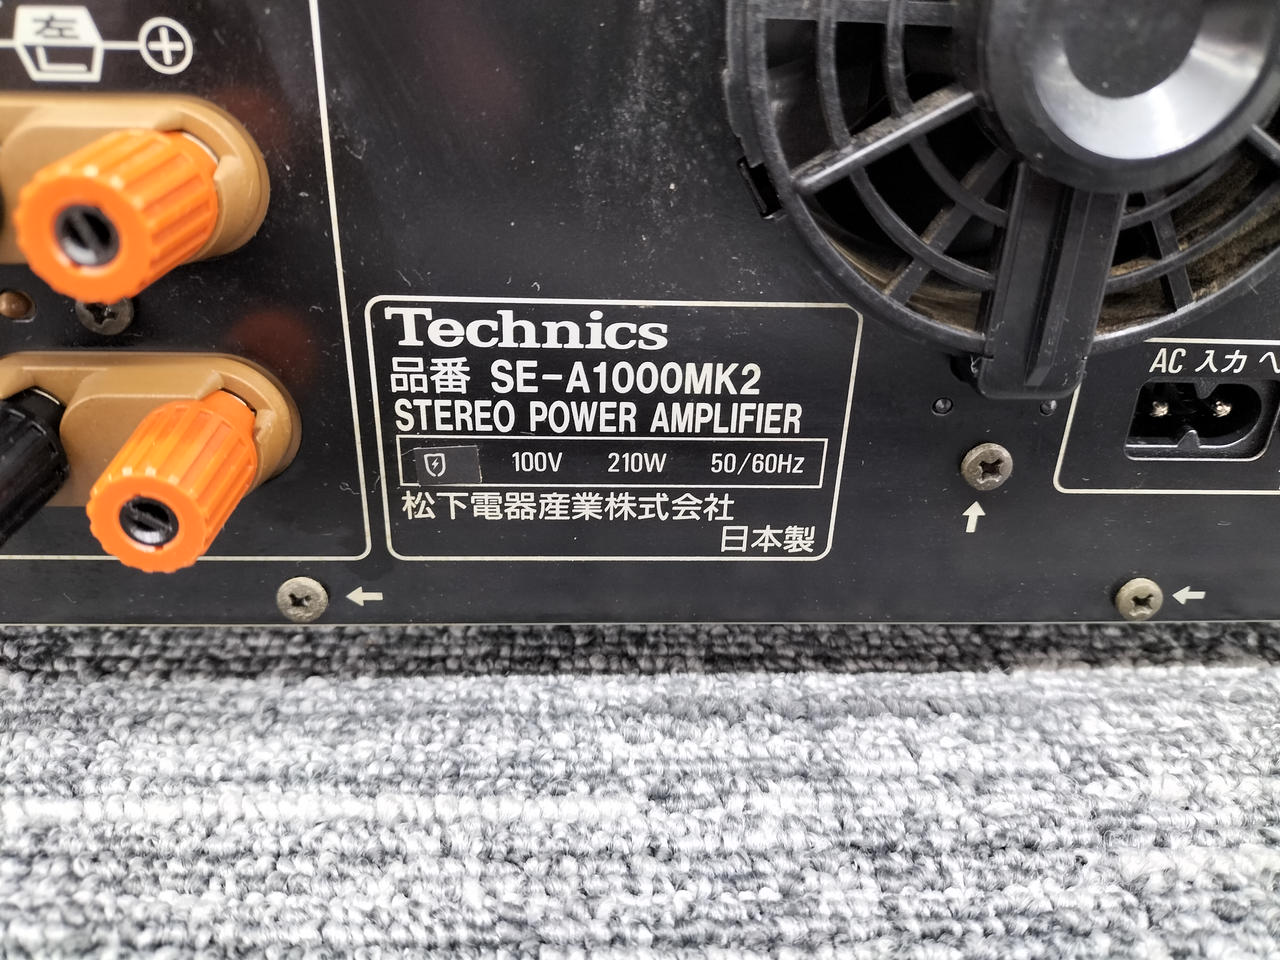 左
L
Technics
品番 SE-A1000MK2
STEREO POWER AMPLIFIER
100V 210W 50/60Hz
松下電器産業株式会社
日本製
AC 入力 へ